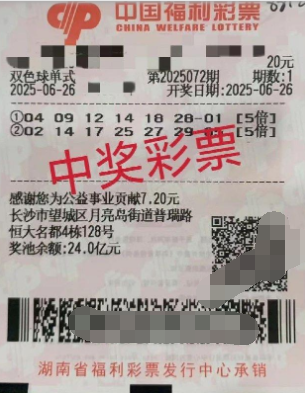 中国福利彩票
CHINA WELFARE LOTTERY
20元
双色球单式 第2025072期 期数:1
2025-06-26 开奖日期:2025-06-26
①04 09 12 14 18 28-01 [5倍]
②02 14 17 25 27 29 [5倍]
中奖彩票
感谢您为公益事业贡献7.20元
长沙市望城区月亮岛街道普瑞路
恒大名都4栋128号
奖池余额:24.0亿元
湖南省福利彩票发行中心承销